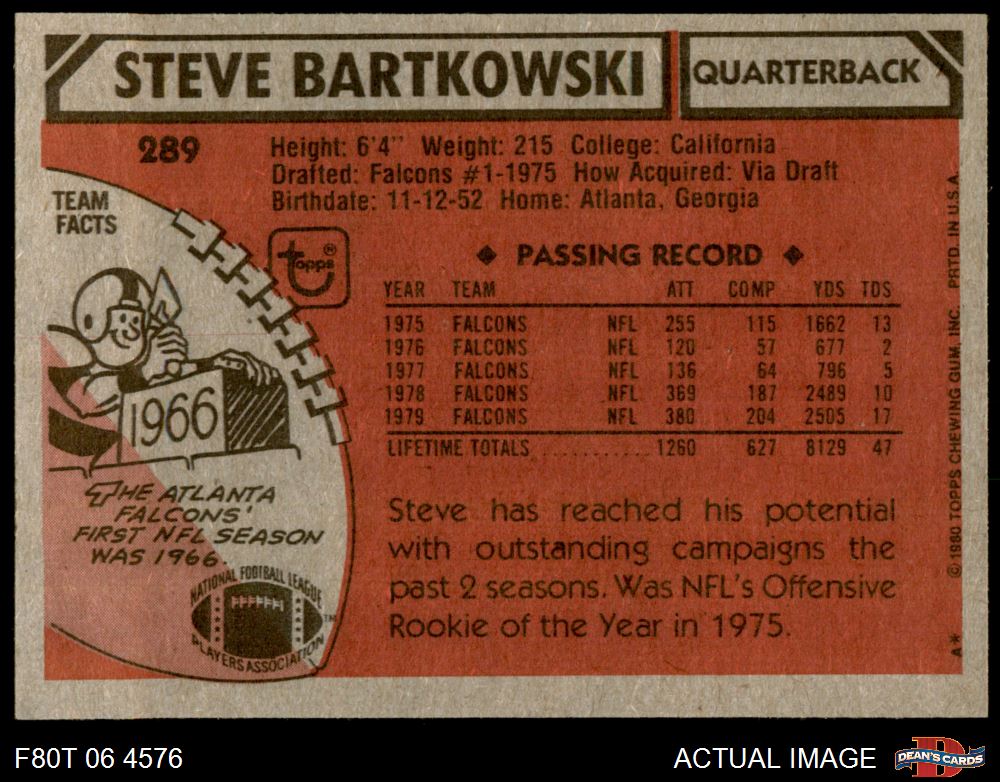 STEVE BARTKOWSKI
QUARTERBACK
289
Height: 6'4" Weight: 215 College: California
Drafted: Falcons #1-1975 How Acquired: Via Draft
Birthdate: 11-12-52 Home: Atlanta, Georgia
TEAM
FACTS
topps®
◆ PASSING RECORD ◆
YEAR TEAM ATT COMP YDS TDS
1975 FALCONS NFL 255 115 1662 13
1976 FALCONS NFL 120 57 677 2
1977 FALCONS NFL 136 64 796 5
1978 FALCONS NFL 369 187 2489 10
1979 FALCONS NFL 380 204 2505 17
LIFETIME TOTALS ............ 1260 627 8129 47
1966
THE ATLANTA
FALCONS'
FIRST NFL SEASON
WAS 1966.
NATIONAL FOOTBALL LEAGUE
PLAYERS ASSOCIATION
TM
Steve has reached his potential
with outstanding campaigns the
past 2 seasons. Was NFL's Offensive
Rookie of the Year in 1975.
A* © 1980 TOPPS CHEWING GUM, INC. PRTD. IN U.S.A.
F80T 06 4576
ACTUAL IMAGE
D
DEAN'S CARDS